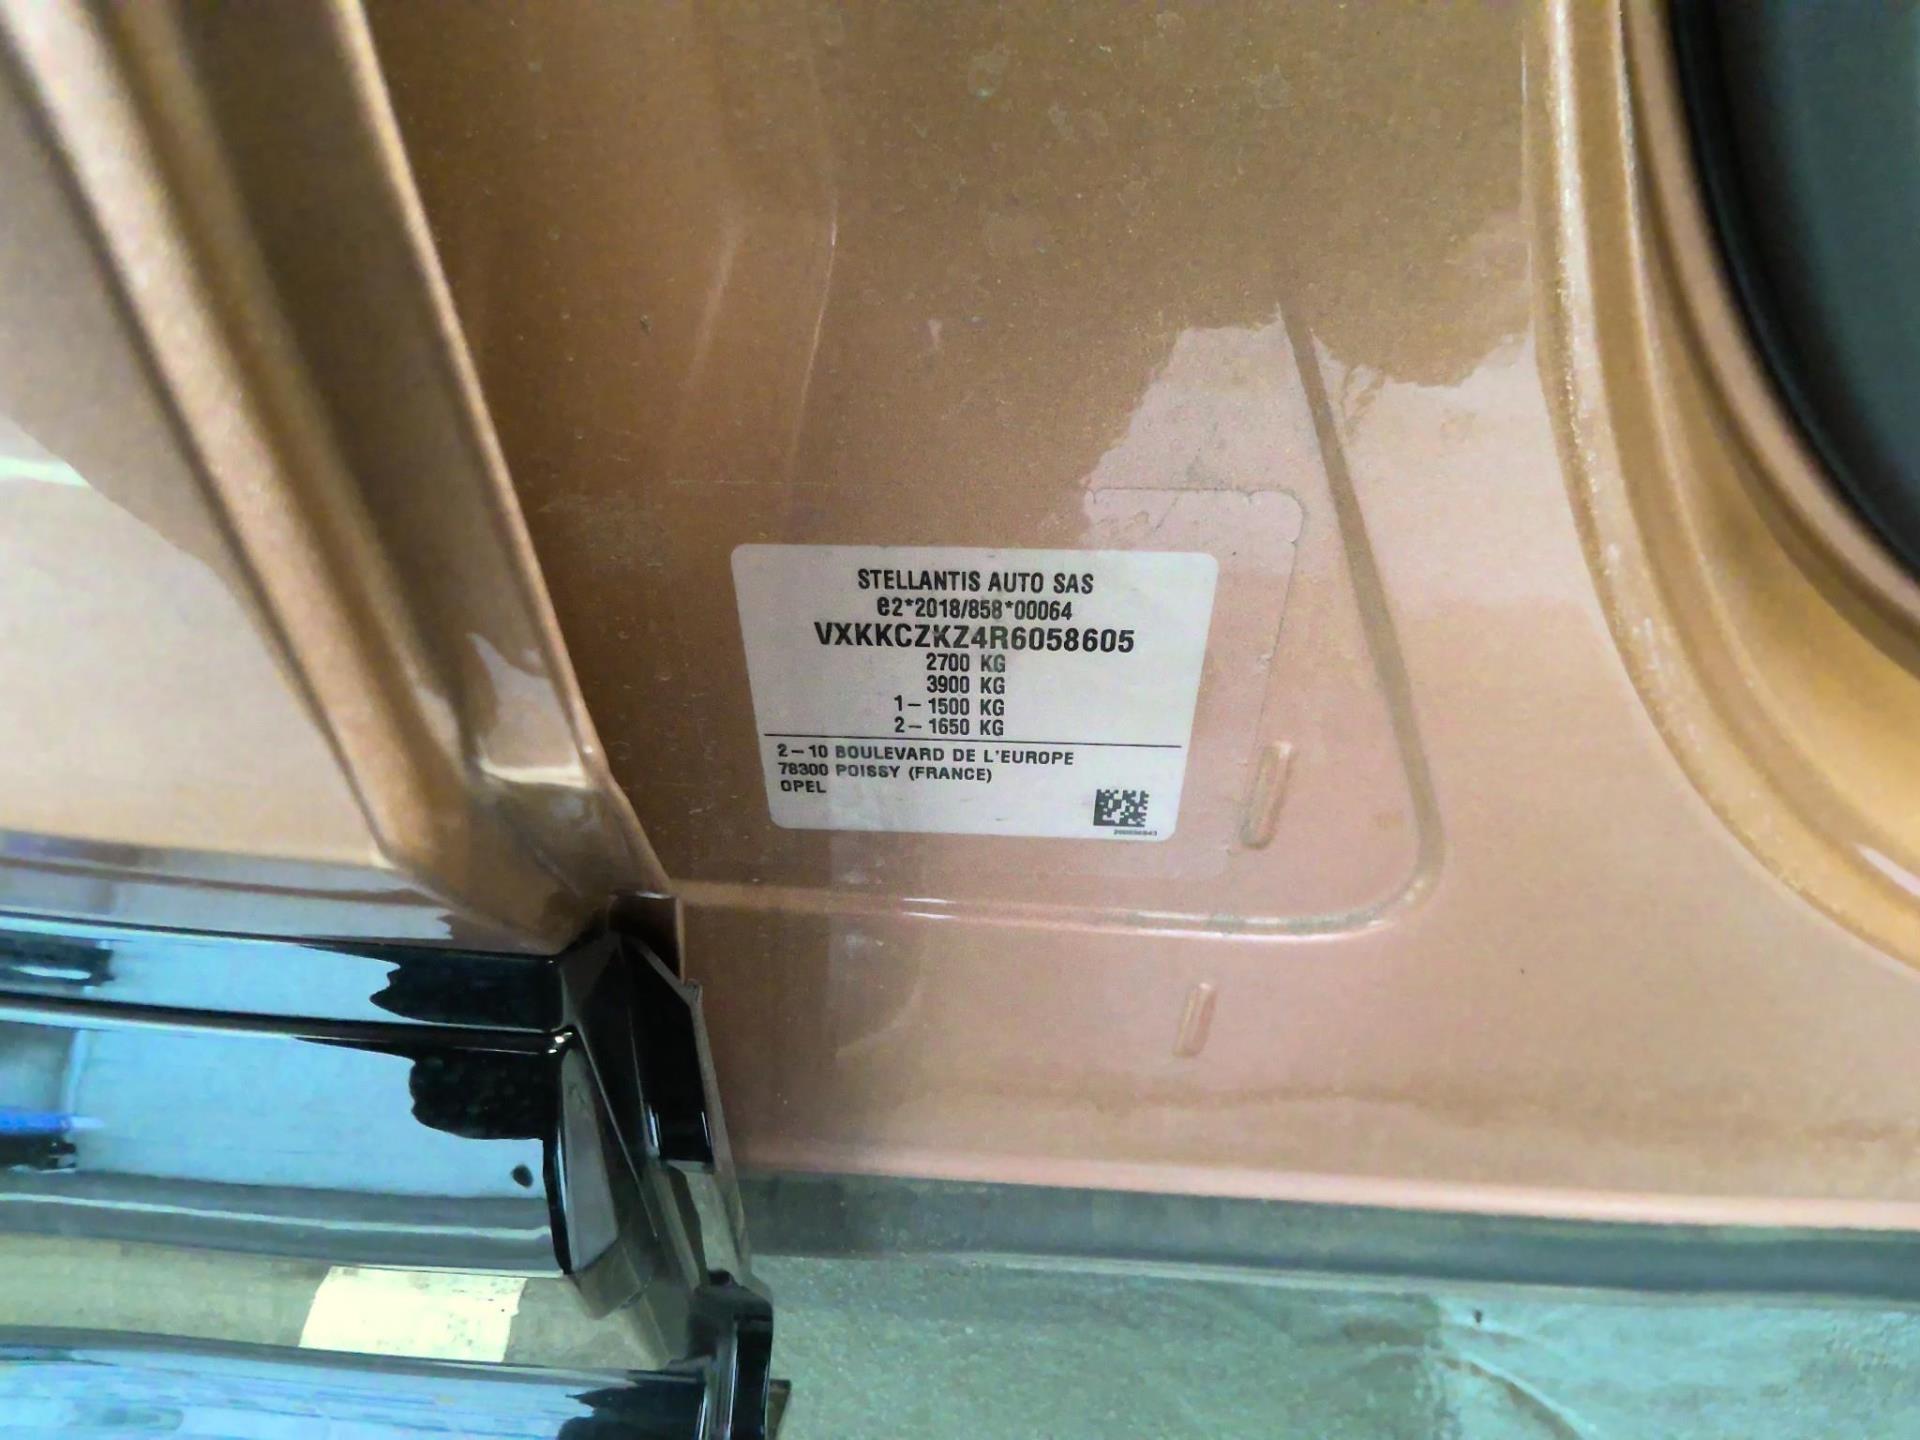 STELLANTIS AUTO SAS
e2*2018/858*00064
VXKKCZKZ4R6058605
2700 KG
3900 KG
1- 1500 KG
2- 1650 KG
2-10 BOULEVARD DE L'EUROPE
78300 POISSY (FRANCE)
OPEL